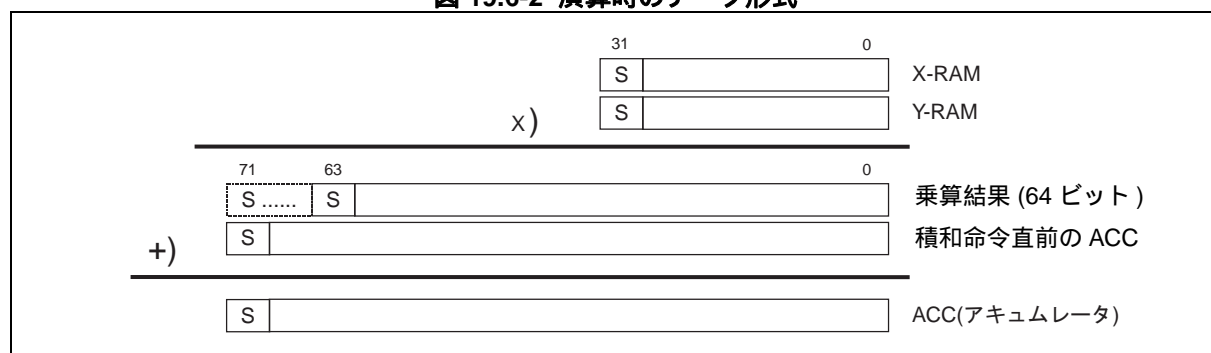 31 0
S X-RAM
x) S Y-RAM
71 63 0
S ...... S 乗算結果 (64 ビット )
+) S 積和命令直前の ACC
S ACC(アキュムレータ)